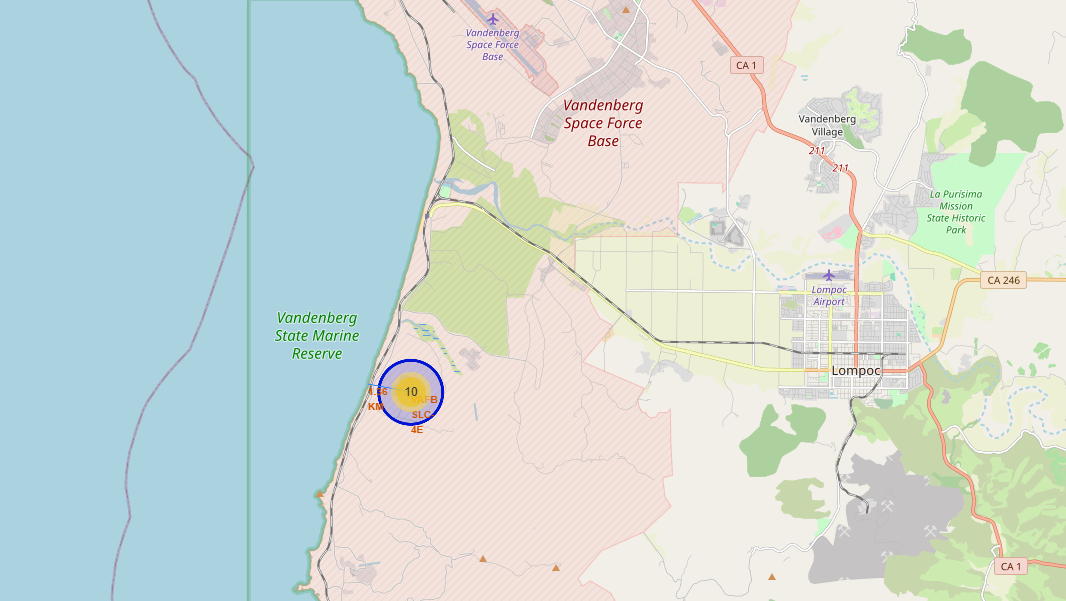 Vandenberg
Space Force
Base
CA 1
Vandenberg
Space Force
Base
Vandenberg
Village
211
211
La Purísima
Mission
State Historic
Park
CA 246
Lompoc
Airport
Vandenberg
State Marine
Reserve
Lompoc
10
KM
SLC
4E
CA 1